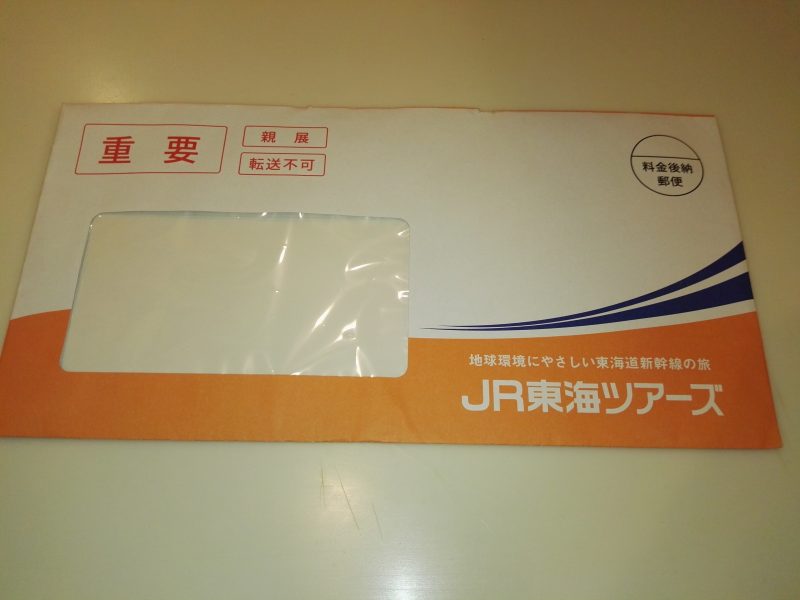 重要
親展
転送不可
料金後納
郵便
地球環境にやさしい東海道新幹線の旅
JR東海ツアーズ